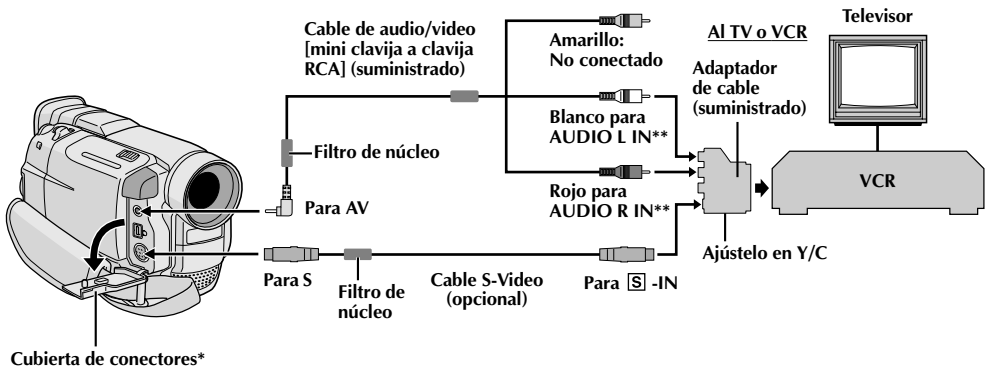 Cable de audio/video
[mini clavija a clavija
RCA] (suministrado)
Amarillo:
No conectado
Al TV o VCR
Televisor
Adaptador
de cable
(suministrado)
Blanco para
AUDIO L IN**
Filtro de núcleo
Para AV
Rojo para
AUDIO R IN**
VCR
Ajústelo en Y/C
Para S
Filtro de
núcleo
Cable S-Video
(opcional)
Para S -IN
Cubierta de conectores*